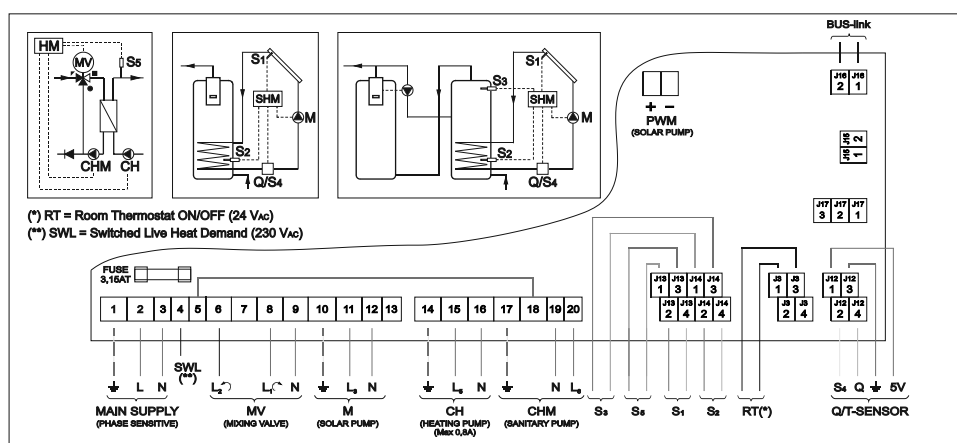 BUS-link
HM
MV
S5
CHM
CH
S1
SHM
M
S2
Q/S4
S3
S1
SHM
M
S2
Q/S4
+ −
PWM
(SOLAR PUMP)
J16 2 J16 1
J15 1 J15 2
J17 3 J17 2 J17 1
(*) RT = Room Thermostat ON/OFF (24 VAC)
(**) SWL = Switched Live Heat Demand (230 VAC)
FUSE
3,15AT
J13 1 J13 3 J14 1 J14 3
J3 1 J3 3
J12 1 J12 3
1 2 3 4 5 6 7 8 9 10 11 12 13 14 15 16 17 18 19 20
J13 2 J13 4 J14 2 J14 4
J3 2 J3 4
J12 2 J12 4
SWL
(**)
L N L2 L1 N L3 N L5 N N L6 S4 Q 5V
MAIN SUPPLY
(PHASE SENSITIVE)
MV
(MIXING VALVE)
M
(SOLAR PUMP)
CH
(HEATING PUMP)
(Max 0,8A)
CHM
(SANITARY PUMP)
S3 S5 S1 S2 RT(*)
Q/T-SENSOR